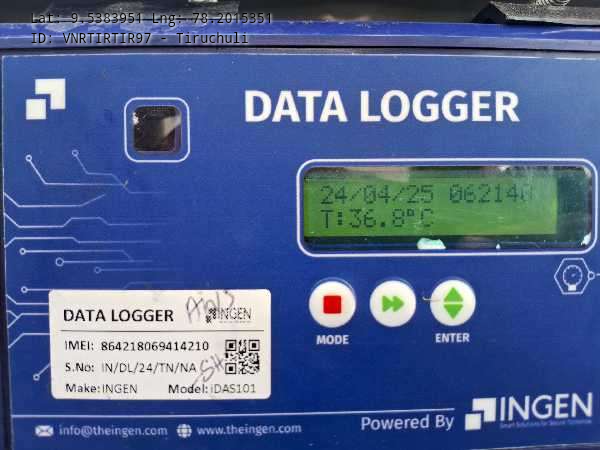 Lat: 9.5383951 Lng: 78.2015351
ID: VNRTIRTIR97 - Tiruchuli
DATA LOGGER
24/04/25 062140
T:36.8°C
MODE
ENTER
DATA LOGGER
INGEN
IMEI: 864218069414210
S.No: IN/DL/24/TN/NA
Make: INGEN Model: iDAS101
Powered By INGEN
info@theingen.com www.theingen.com